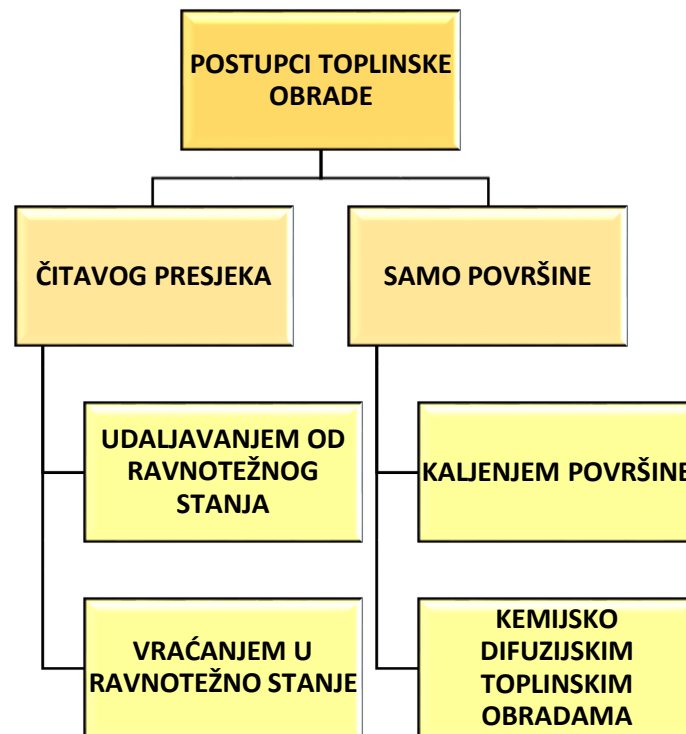 POSTUPCI TOPLINSKE
OBRADE
ČITAVOG PRESJEKA
SAMO POVRŠINE
UDALJAVANJEM OD
RAVNOTEŽNOG
STANJA
KALJENJEM POVRŠINE
VRAĆANJEM U
RAVNOTEŽNO STANJE
KEMIJSKO
DIFUZIJSKIM
TOPLINSKIM
OBRADAMA